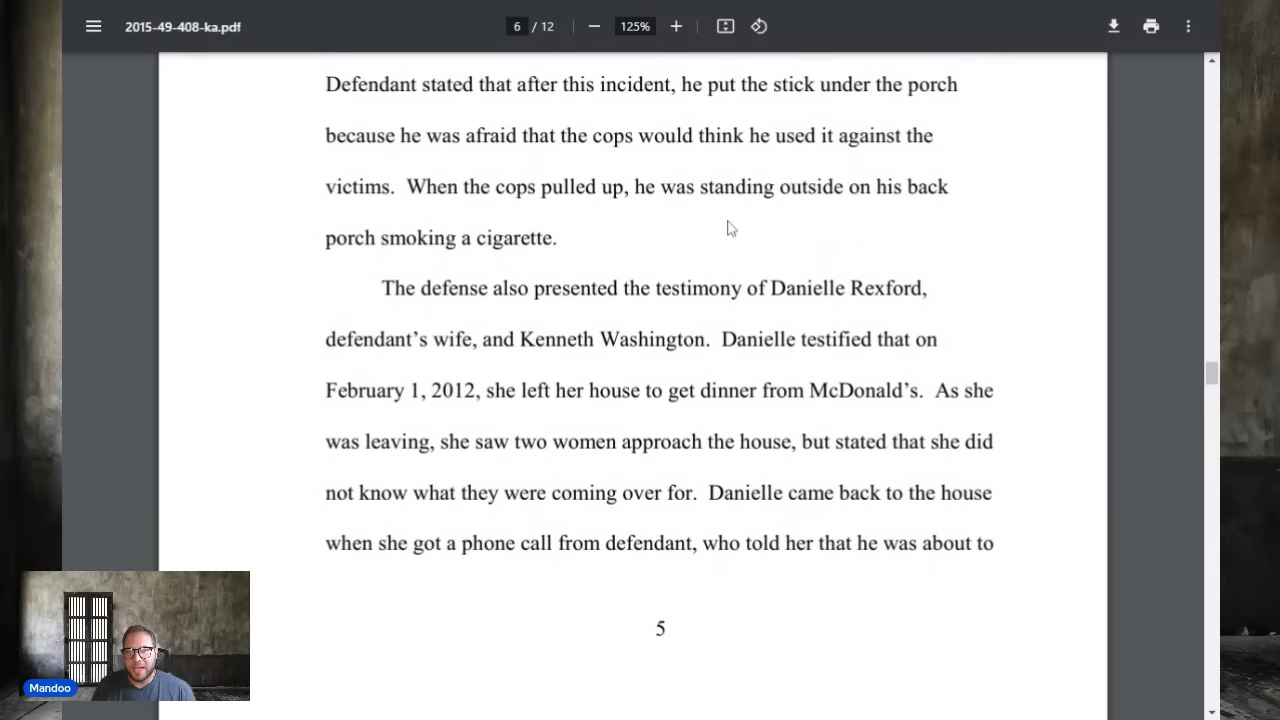 2015-49-408-ka.pdf
6 / 12
125%
Defendant stated that after this incident, he put the stick under the porch
because he was afraid that the cops would think he used it against the
victims.  When the cops pulled up, he was standing outside on his back
porch smoking a cigarette.
The defense also presented the testimony of Danielle Rexford,
defendant’s wife, and Kenneth Washington.  Danielle testified that on
February 1, 2012, she left her house to get dinner from McDonald’s.  As she
was leaving, she saw two women approach the house, but stated that she did
not know what they were coming over for.  Danielle came back to the house
when she got a phone call from defendant, who told her that he was about to
5
Mandoo